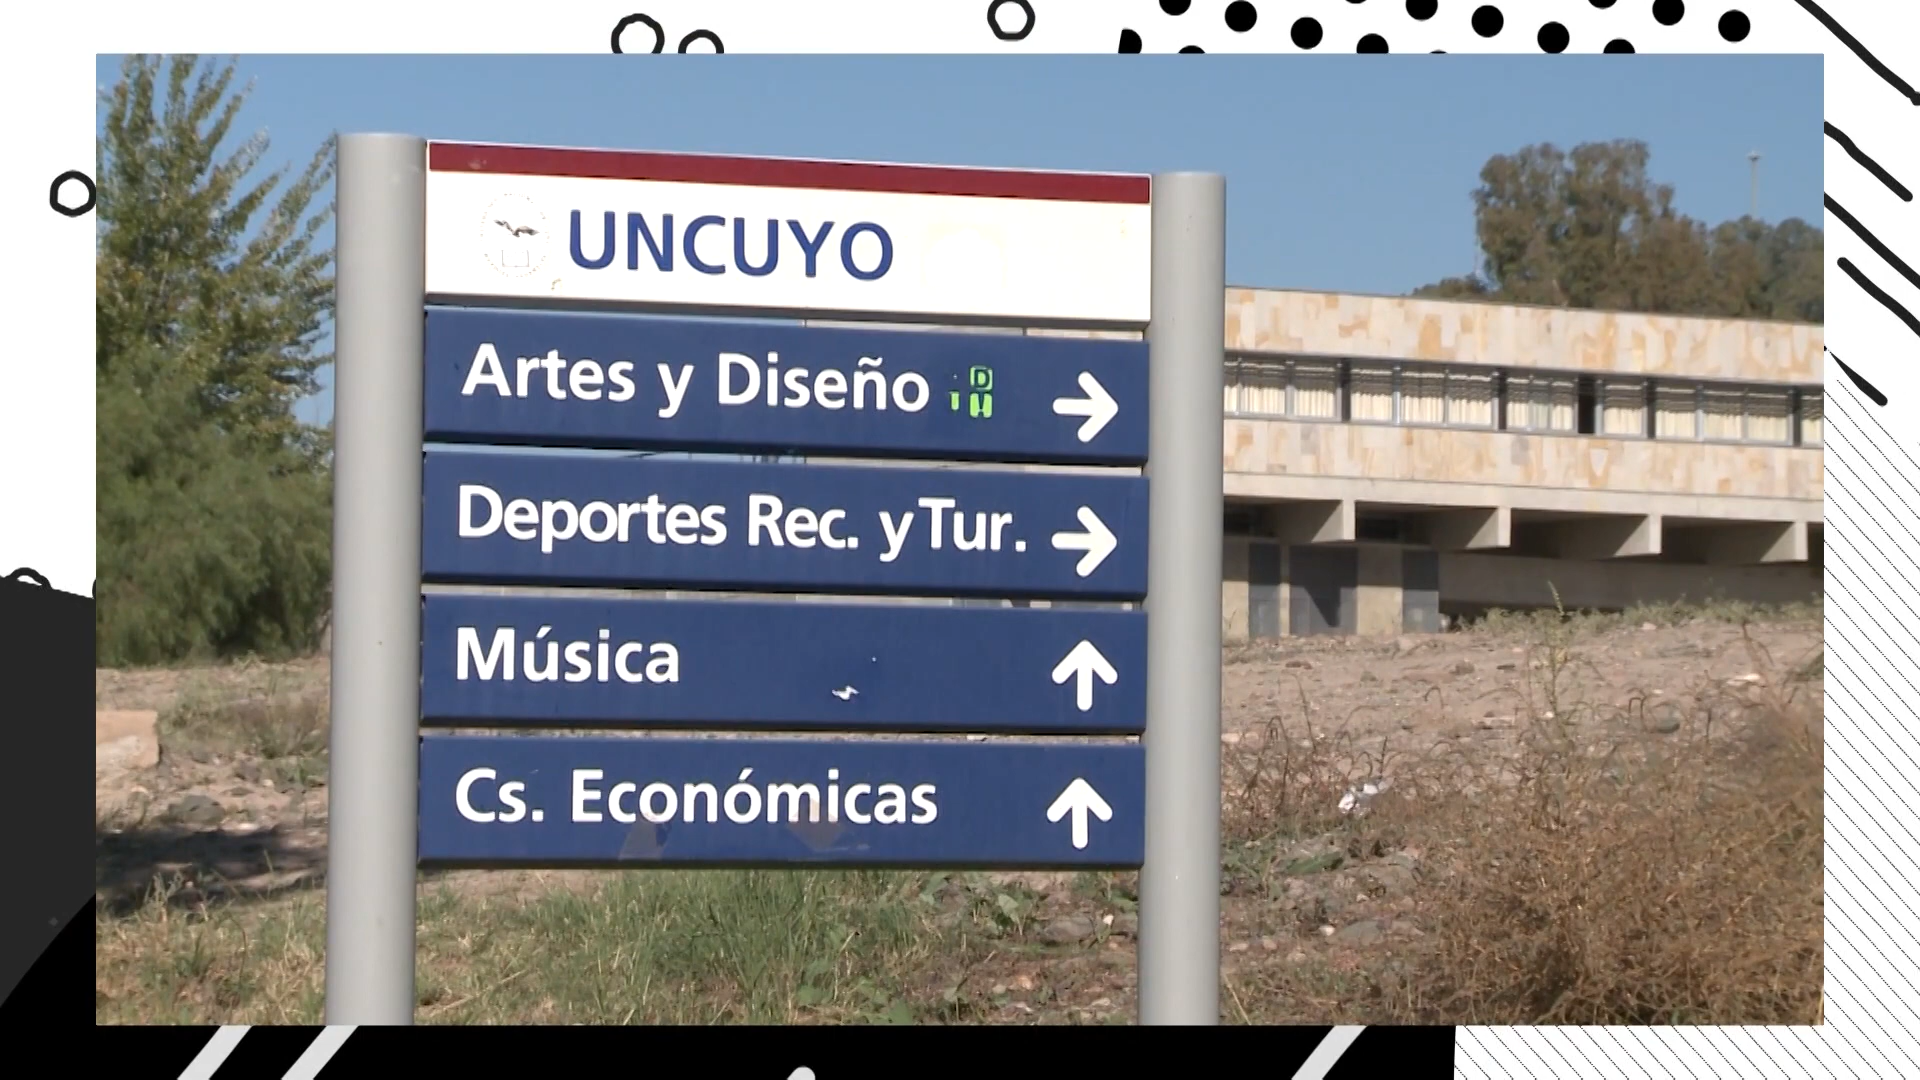 UNCUYO
Artes y Diseño
Deportes Rec. y Tur.
Música
Cs. Económicas